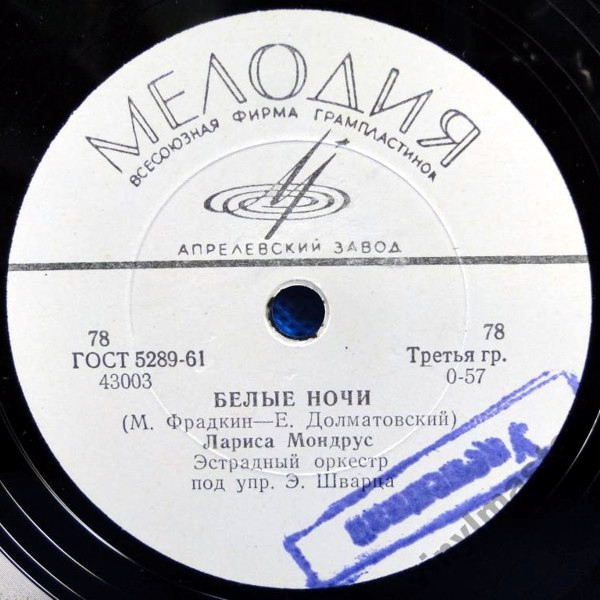 МЕЛОДИЯ
ВСЕСОЮЗНАЯ ФИРМА ГРАМПЛАСТИНОК
АПРЕЛЕВСКИЙ ЗАВОД
78
ГОСТ 5289-61
43003
78
Третья гр.
0-57
БЕЛЫЕ НОЧИ
(М. Фрадкин—Е. Долматовский)
Лариса Мондрус
Эстрадный оркестр
под упр. Э. Шварца